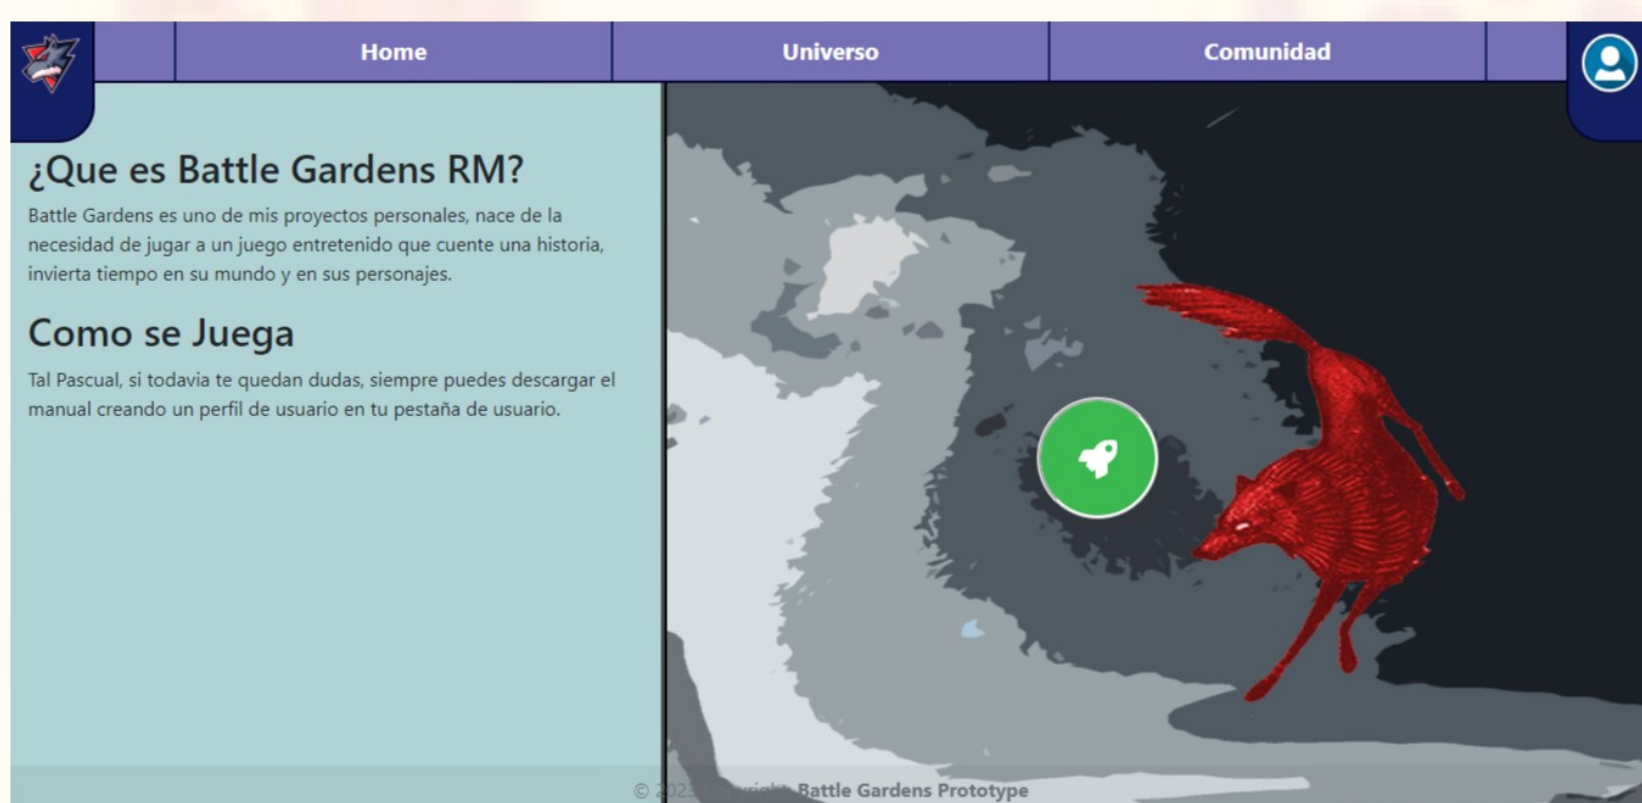 Home
Universo
Comunidad
¿Que es Battle Gardens RM?
Battle Gardens es uno de mis proyectos personales, nace de la
necesidad de jugar a un juego entretenido que cuente una historia,
invierta tiempo en su mundo y en sus personajes.
Como se Juega
Tal Pascual, si todavia te quedan dudas, siempre puedes descargar el
manual creando un perfil de usuario en tu pestaña de usuario.
© Copyright: Battle Gardens Prototype